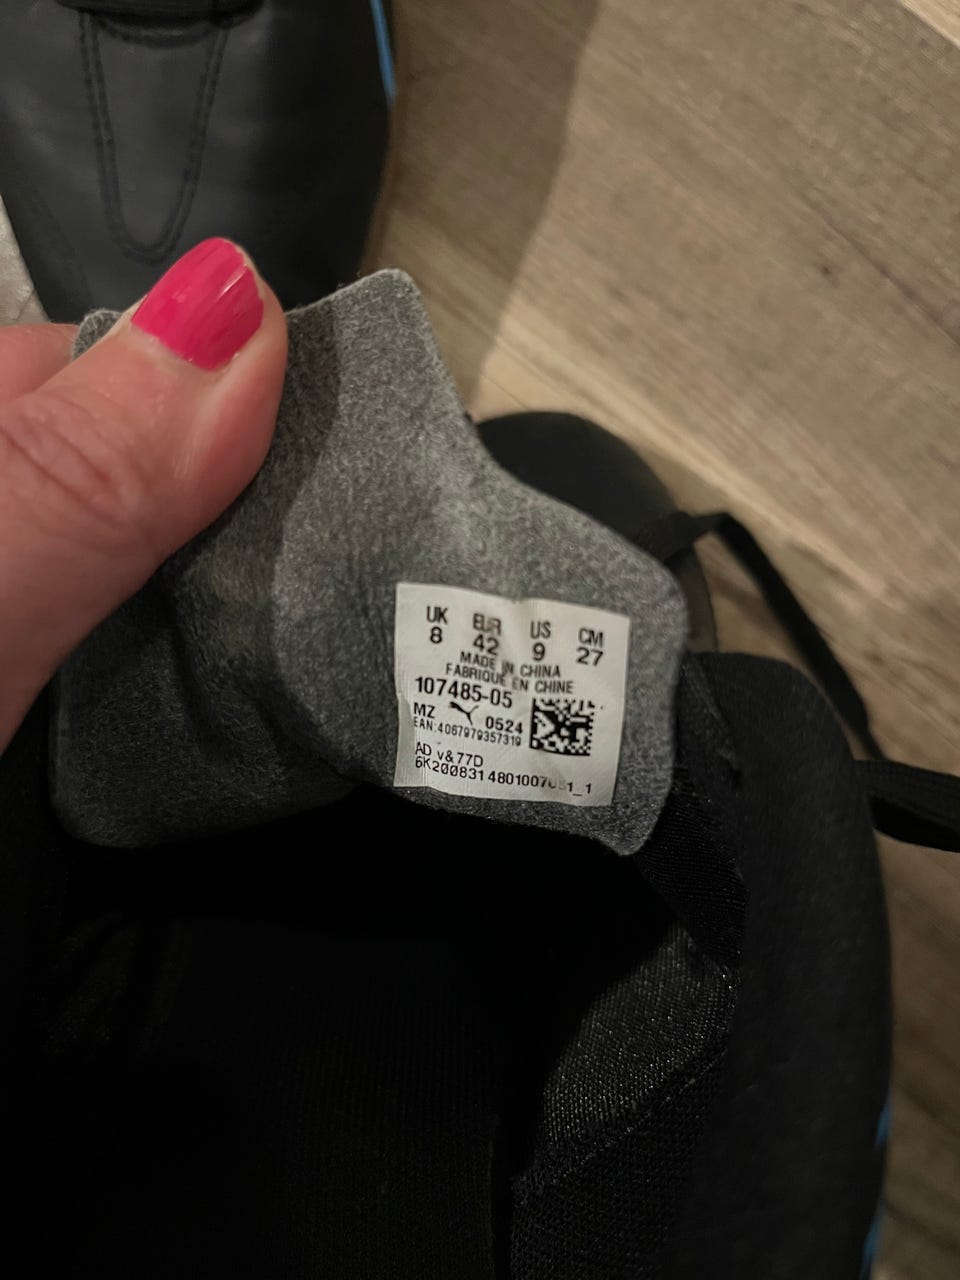 UK EUR US CM
8 42 9 27
MADE IN CHINA
FABRIQUE EN CHINE
107485-05
MZ 0524
EAN:4067979357319
AD v&77D